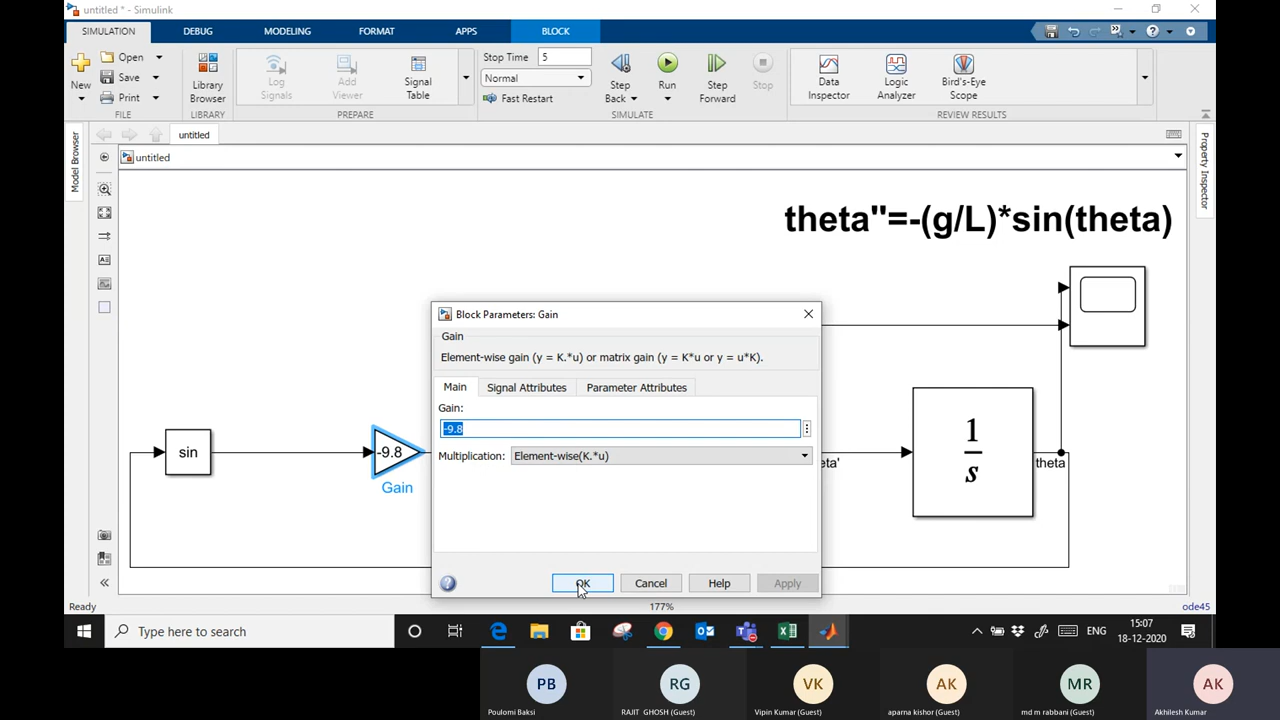 untitled * - Simulink
SIMULATION DEBUG MODELING FORMAT APPS BLOCK
New Open Save Print FILE
Library Browser LIBRARY
Log Signals Add Viewer Signal Table PREPARE
Stop Time 5
Normal
Fast Restart
Step Back Run Step Forward Stop SIMULATE
Data Inspector Logic Analyzer Bird's-Eye Scope REVIEW RESULTS
untitled
Model Browser
untitled
Property Inspector
theta''=-(g/L)*sin(theta)
Block Parameters: Gain
Gain
Element-wise gain (y = K.*u) or matrix gain (y = K*u or y = u*K).
Main Signal Attributes Parameter Attributes
Gain:
-9.8
Multiplication: Element-wise(K.*u)
OK Cancel Help Apply
sin
-9.8
Gain
eta'
1
s
theta
Ready 177% ode45
Type here to search
ENG
15:07
18-12-2020
PB RG VK AK MR AK
Poulomi Baksi RAJIT GHOSH (Guest) Vipin Kumar (Guest) aparna kishor (Guest) md m rabbani (Guest) Akhilesh Kumar